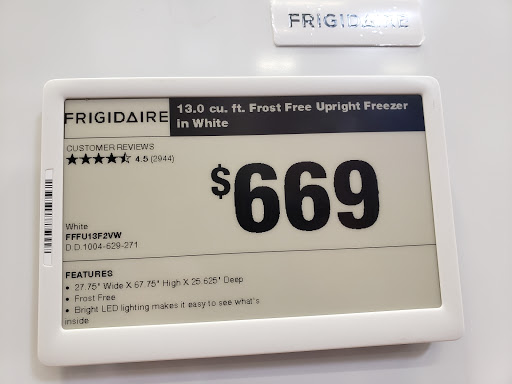 FRIGIDAIRE
FRIGIDAIRE
13.0 cu. ft. Frost Free Upright Freezer
in White
CUSTOMER REVIEWS
4.5 (2944)
$669
White
FFFU13F2VW
D.D.1004-629-271
FEATURES
• 27.75" Wide X 67.75" High X 25.625" Deep
• Frost Free
• Bright LED lighting makes it easy to see what's
inside